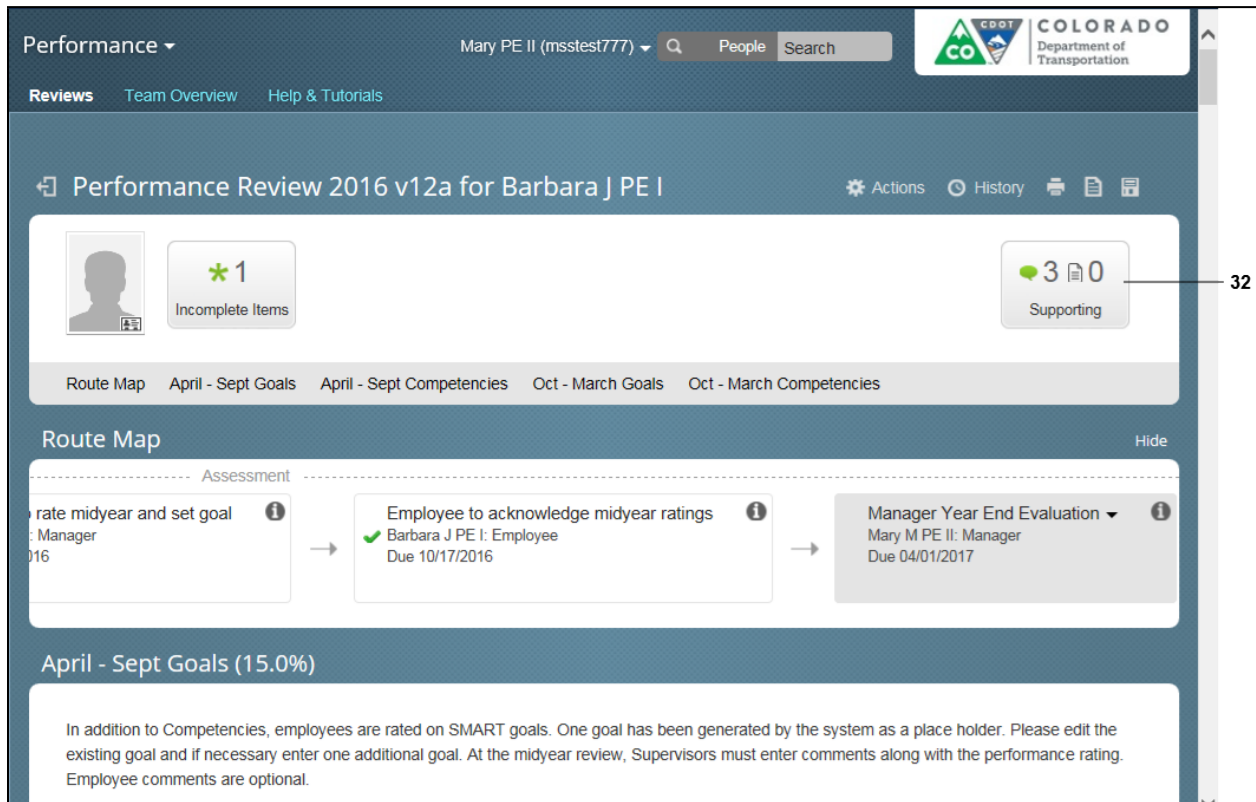 Performance
Mary PE II (msstest777)
People
Search
CDOT
CO
COLORADO
Department of
Transportation
Reviews
Team Overview
Help & Tutorials
Performance Review 2016 v12a for Barbara J PE I
Actions
History
1
Incomplete Items
3
0
Supporting
32
Route Map
April - Sept Goals
April - Sept Competencies
Oct - March Goals
Oct - March Competencies
Route Map
Hide
Assessment
rate midyear and set goal
: Manager
016
Employee to acknowledge midyear ratings
Barbara J PE I: Employee
Due 10/17/2016
Manager Year End Evaluation
Mary M PE II: Manager
Due 04/01/2017
April - Sept Goals (15.0%)
In addition to Competencies, employees are rated on SMART goals. One goal has been generated by the system as a place holder. Please edit the
existing goal and if necessary enter one additional goal. At the midyear review, Supervisors must enter comments along with the performance rating.
Employee comments are optional.